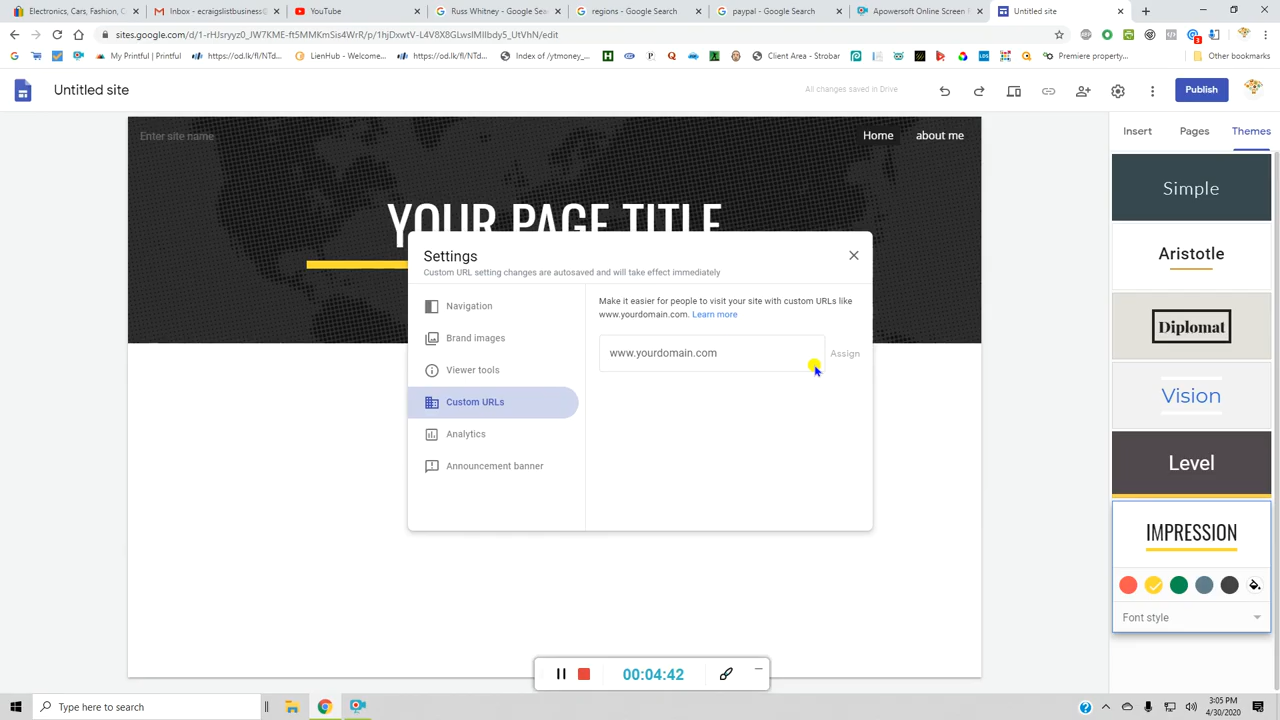 Electronics, Cars, Fashion, C
Inbox - ecraigslistbusiness
YouTube
Russ Whitney - Google Sear
regions - Google Search
paypal - Google Search
Apowersoft Online Screen
Untitled site
sites.google.com/d/1-rHJsryyz0_JW7KME-ft5MMKmSis4WrR/p/1hjDxwtV-L4V8X8GLwslMIlbdy5_UtVhN/edit
My Printful | Printful
https://od.lk/fl/NTd...
LienHub - Welcome...
https://od.lk/fl/NTd...
Index of /ytmoney_...
Client Area - Strobar
Premiere property...
Other bookmarks
Untitled site
All changes saved in Drive
Publish
Enter site name
Home
about me
Insert
Pages
Themes
YOUR PAGE TITLE
Settings
Custom URL setting changes are autosaved and will take effect immediately
Navigation
Brand images
Viewer tools
Custom URLs
Analytics
Announcement banner
Make it easier for people to visit your site with custom URLs like
www.yourdomain.com. Learn more
www.yourdomain.com
Assign
Simple
Aristotle
Diplomat
Vision
Level
IMPRESSION
Font style
00:04:42
Type here to search
3:05 PM
4/30/2020